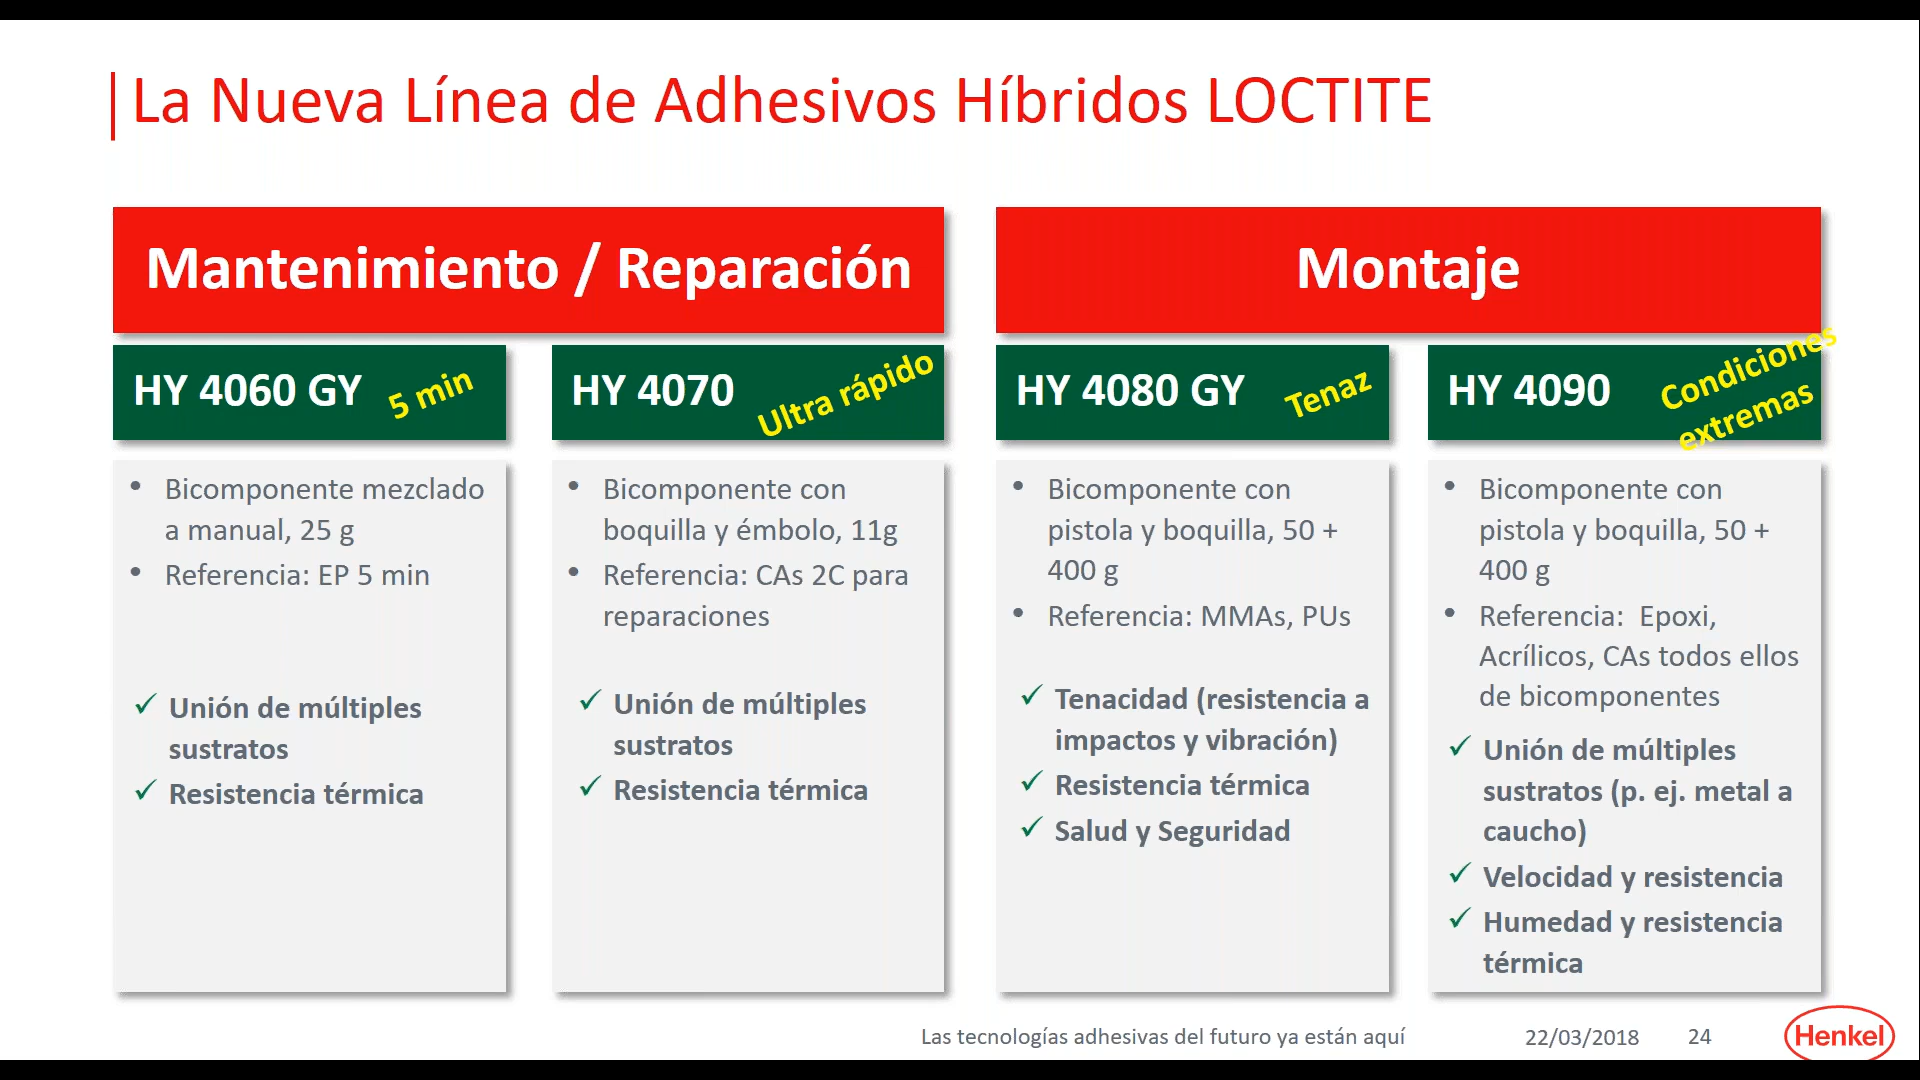 La Nueva Línea de Adhesivos Híbridos LOCTITE
Mantenimiento / Reparación
HY 4060 GY
5 min
• Bicomponente mezclado
a manual, 25 g
• Referencia: EP 5 min
✓ Unión de múltiples
sustratos
✓ Resistencia térmica
HY 4070
Ultra rápido
• Bicomponente con
boquilla y émbolo, 11g
• Referencia: CAs 2C para
reparaciones
✓ Unión de múltiples
sustratos
✓ Resistencia térmica
Montaje
HY 4080 GY
Tenaz
• Bicomponente con
pistola y boquilla, 50 +
400 g
• Referencia: MMAs, PUs
✓ Tenacidad (resistencia a
impactos y vibración)
✓ Resistencia térmica
✓ Salud y Seguridad
HY 4090
Condiciones
extremas
• Bicomponente con
pistola y boquilla, 50 +
400 g
• Referencia:  Epoxi,
Acrílicos, CAs todos ellos
de bicomponentes
✓ Unión de múltiples
sustratos (p. ej. metal a
caucho)
✓ Velocidad y resistencia
✓ Humedad y resistencia
térmica
Las tecnologías adhesivas del futuro ya están aquí
22/03/2018
24
Henkel